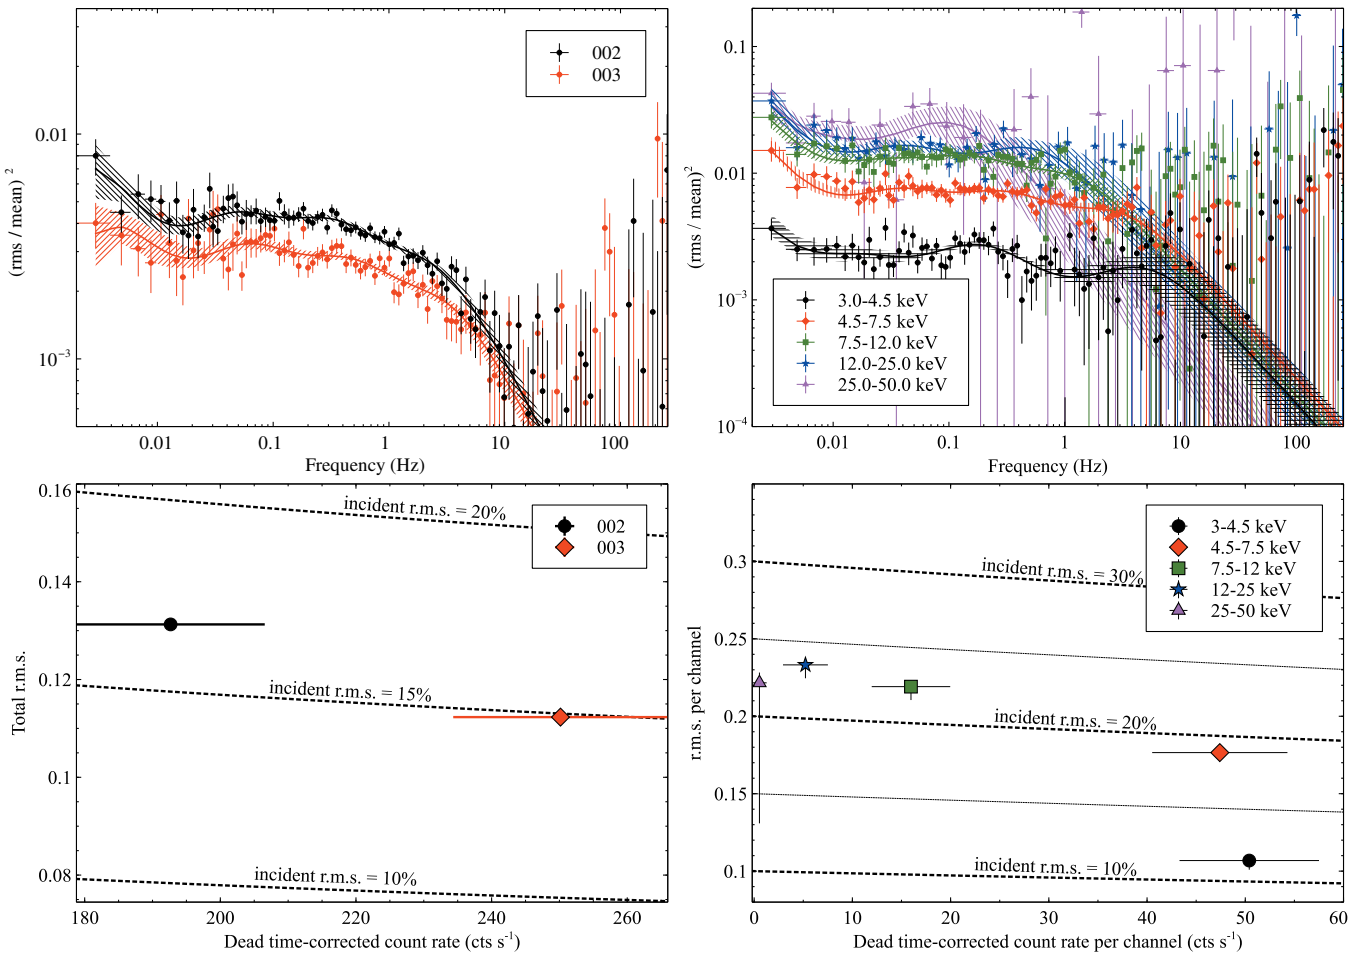 002
003
0.01
10⁻³
(rms / mean) ²
0.01 0.1 1 10 100
Frequency (Hz)
3.0-4.5 keV
4.5-7.5 keV
7.5-12.0 keV
12.0-25.0 keV
25.0-50.0 keV
0.1
0.01
10⁻³
10⁻⁴
(rms / mean)²
0.01 0.1 1 10 100
Frequency (Hz)
incident r.m.s. = 20%
incident r.m.s. = 15%
incident r.m.s. = 10%
002
003
0.16
0.14
0.12
0.1
0.08
Total r.m.s.
180 200 220 240 260
Dead time-corrected count rate (cts s⁻¹)
3-4.5 keV
4.5-7.5 keV
7.5-12 keV
12-25 keV
25-50 keV
incident r.m.s. = 30%
incident r.m.s. = 20%
incident r.m.s. = 10%
0.3
0.25
0.2
0.15
0.1
r.m.s. per channel
0 10 20 30 40 50 60
Dead time-corrected count rate per channel (cts s⁻¹)